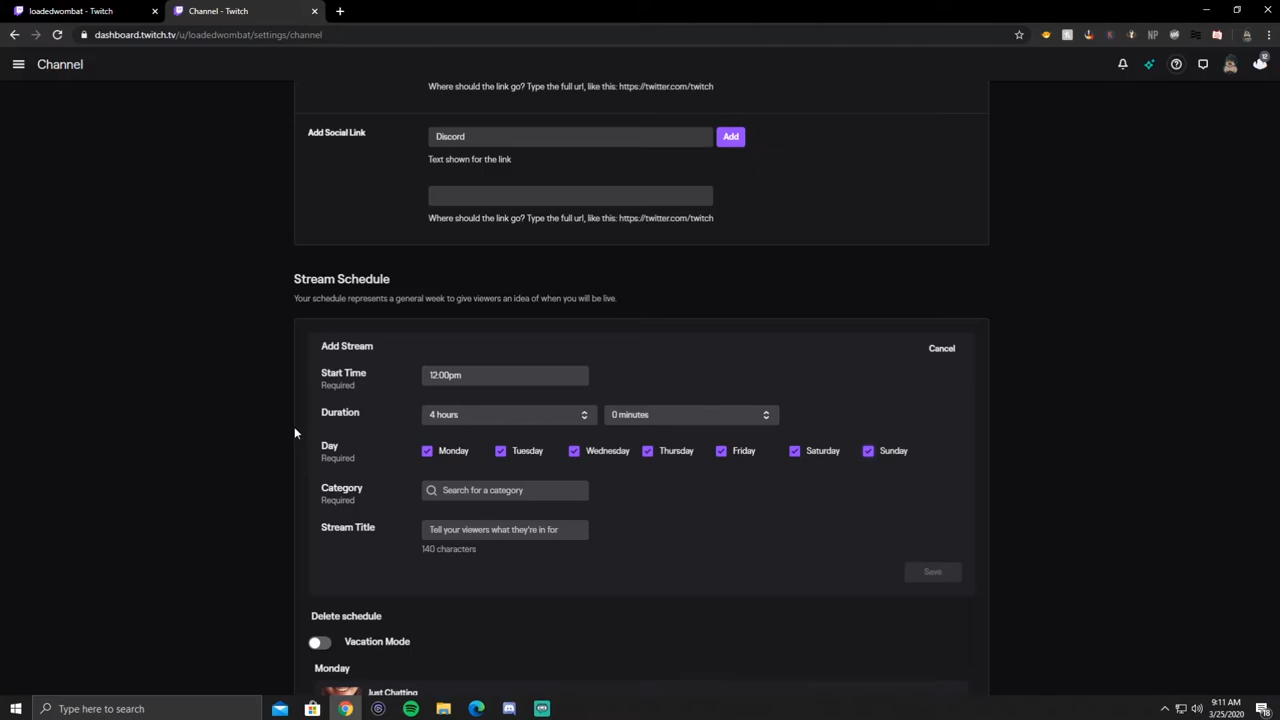 loadedwombat - Twitch
Channel - Twitch
dashboard.twitch.tv/u/loadedwombat/settings/channel
NP
Channel
12
Where should the link go? Type the full url, like this: https://twitter.com/twitch
Add Social Link
Discord
Add
Text shown for the link
Where should the link go? Type the full url, like this: https://twitter.com/twitch
Stream Schedule
Your schedule represents a general week to give viewers an idea of when you will be live.
Add Stream
Cancel
Start Time
Required
12:00pm
Duration
4 hours
0 minutes
Day
Required
Monday
Tuesday
Wednesday
Thursday
Friday
Saturday
Sunday
Category
Required
Search for a category
Stream Title
Tell your viewers what they're in for
140 characters
Save
Delete schedule
Vacation Mode
Monday
Just Chatting
Type here to search
9:11 AM
3/25/2020
18